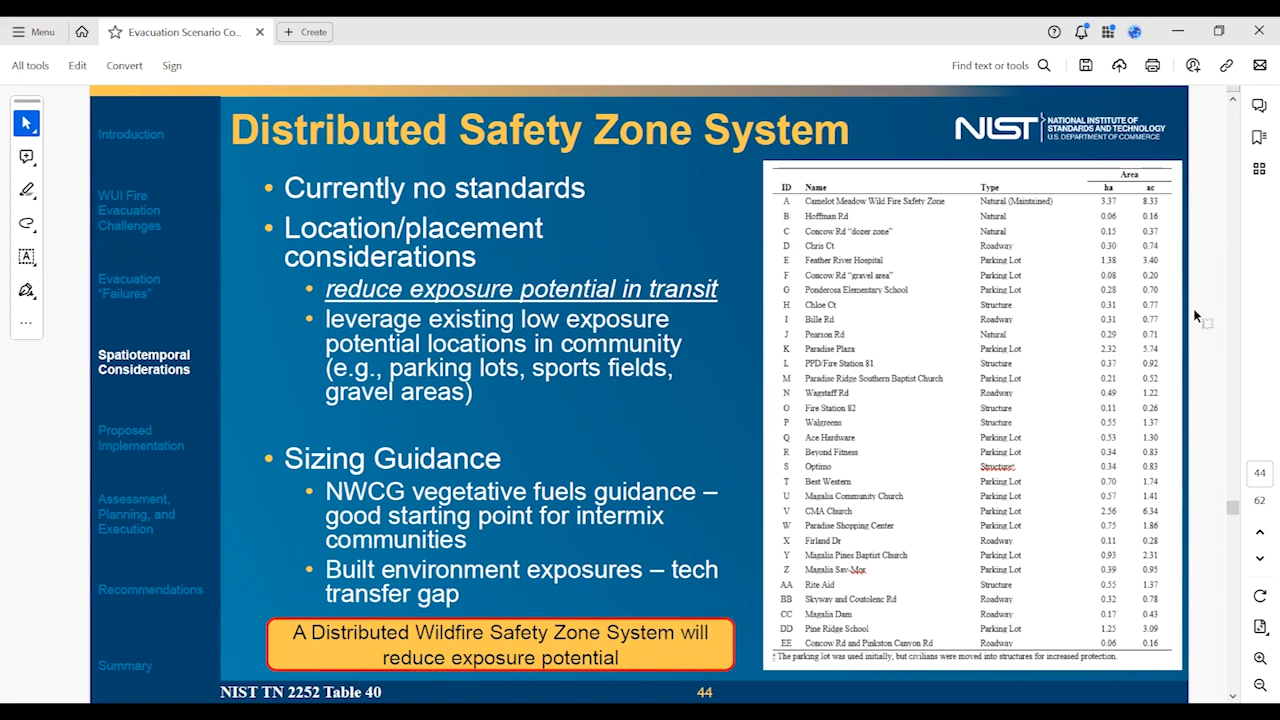 Menu
Evacuation Scenario Co...
Create
All tools
Edit
Convert
Sign
Find text or tools
Introduction
WUI Fire
Evacuation
Challenges
Evacuation
"Failures"
Spatiotemporal
Considerations
Proposed
Implementation
Assessment,
Planning, and
Execution
Recommendations
Summary
Distributed Safety Zone System
NIST
NATIONAL INSTITUTE OF
STANDARDS AND TECHNOLOGY
U.S. DEPARTMENT OF COMMERCE
• Currently no standards
• Location/placement
considerations
• reduce exposure potential in transit
• leverage existing low exposure
potential locations in community
(e.g., parking lots, sports fields,
gravel areas)
• Sizing Guidance
• NWCG vegetative fuels guidance –
good starting point for intermix
communities
• Built environment exposures – tech
transfer gap
A Distributed Wildfire Safety Zone System will
reduce exposure potential
Area
ID Name Type ha ac
A Camelot Meadow Wild Fire Safety Zone Natural (Maintained) 3.37 8.33
B Hoffman Rd Natural 0.06 0.16
C Concow Rd "dozer zone" Natural 0.15 0.37
D Chris Ct Roadway 0.30 0.74
E Feather River Hospital Parking Lot 1.38 3.40
F Concow Rd "gravel area" Parking Lot 0.08 0.20
G Ponderosa Elementary School Parking Lot 0.28 0.70
H Chloe Ct Structure 0.31 0.77
I Bille Rd Roadway 0.31 0.77
J Pearson Rd Natural 0.29 0.71
K Paradise Plaza Parking Lot 2.32 5.74
L PPD/Fire Station 81 Structure 0.37 0.92
M Paradise Ridge Southern Baptist Church Parking Lot 0.21 0.52
N Wagstaff Rd Roadway 0.49 1.22
O Fire Station 82 Structure 0.11 0.26
P Walgreens Structure 0.55 1.37
Q Ace Hardware Parking Lot 0.53 1.30
R Beyond Fitness Parking Lot 0.34 0.83
S Optimo Structureª 0.34 0.83
T Best Western Parking Lot 0.70 1.74
U Magalia Community Church Parking Lot 0.57 1.41
V CMA Church Parking Lot 2.56 6.34
W Paradise Shopping Center Parking Lot 0.75 1.86
X Firland Dr Roadway 0.11 0.28
Y Magalia Pines Baptist Church Parking Lot 0.93 2.31
Z Magalia Sav-Mor Parking Lot 0.39 0.95
AA Rite Aid Structure 0.55 1.37
BB Skyway and Coutolenc Rd Roadway 0.32 0.78
CC Magalia Dam Roadway 0.17 0.43
DD Pine Ridge School Parking Lot 1.25 3.09
EE Concow Rd and Pinkston Canyon Rd Roadway 0.06 0.16
ª The parking lot was used initially, but civilians were moved into structures for increased protection.
NIST TN 2252 Table 40
44
44
62